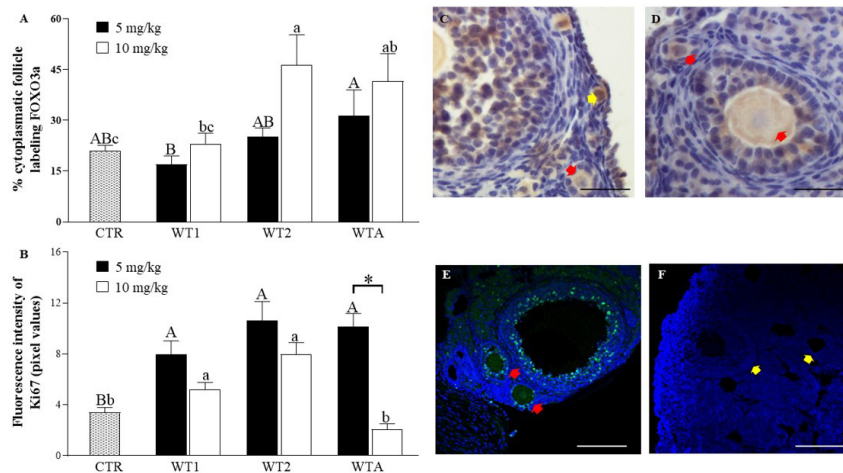 A
5 mg/kg
10 mg/kg
% cytoplasmatic follicle
labeling FOXO3a
60
45
30
15
0
ABc
B
bc
AB
a
A
ab
CTR
WT1
WT2
WTA
B
5 mg/kg
10 mg/kg
Fluorescence intensity of
Kic7 (pixel values)
16
12
8
4
0
Bb
A
a
A
a
A
*
b
CTR
WT1
WT2
WTA
C
D
E
F